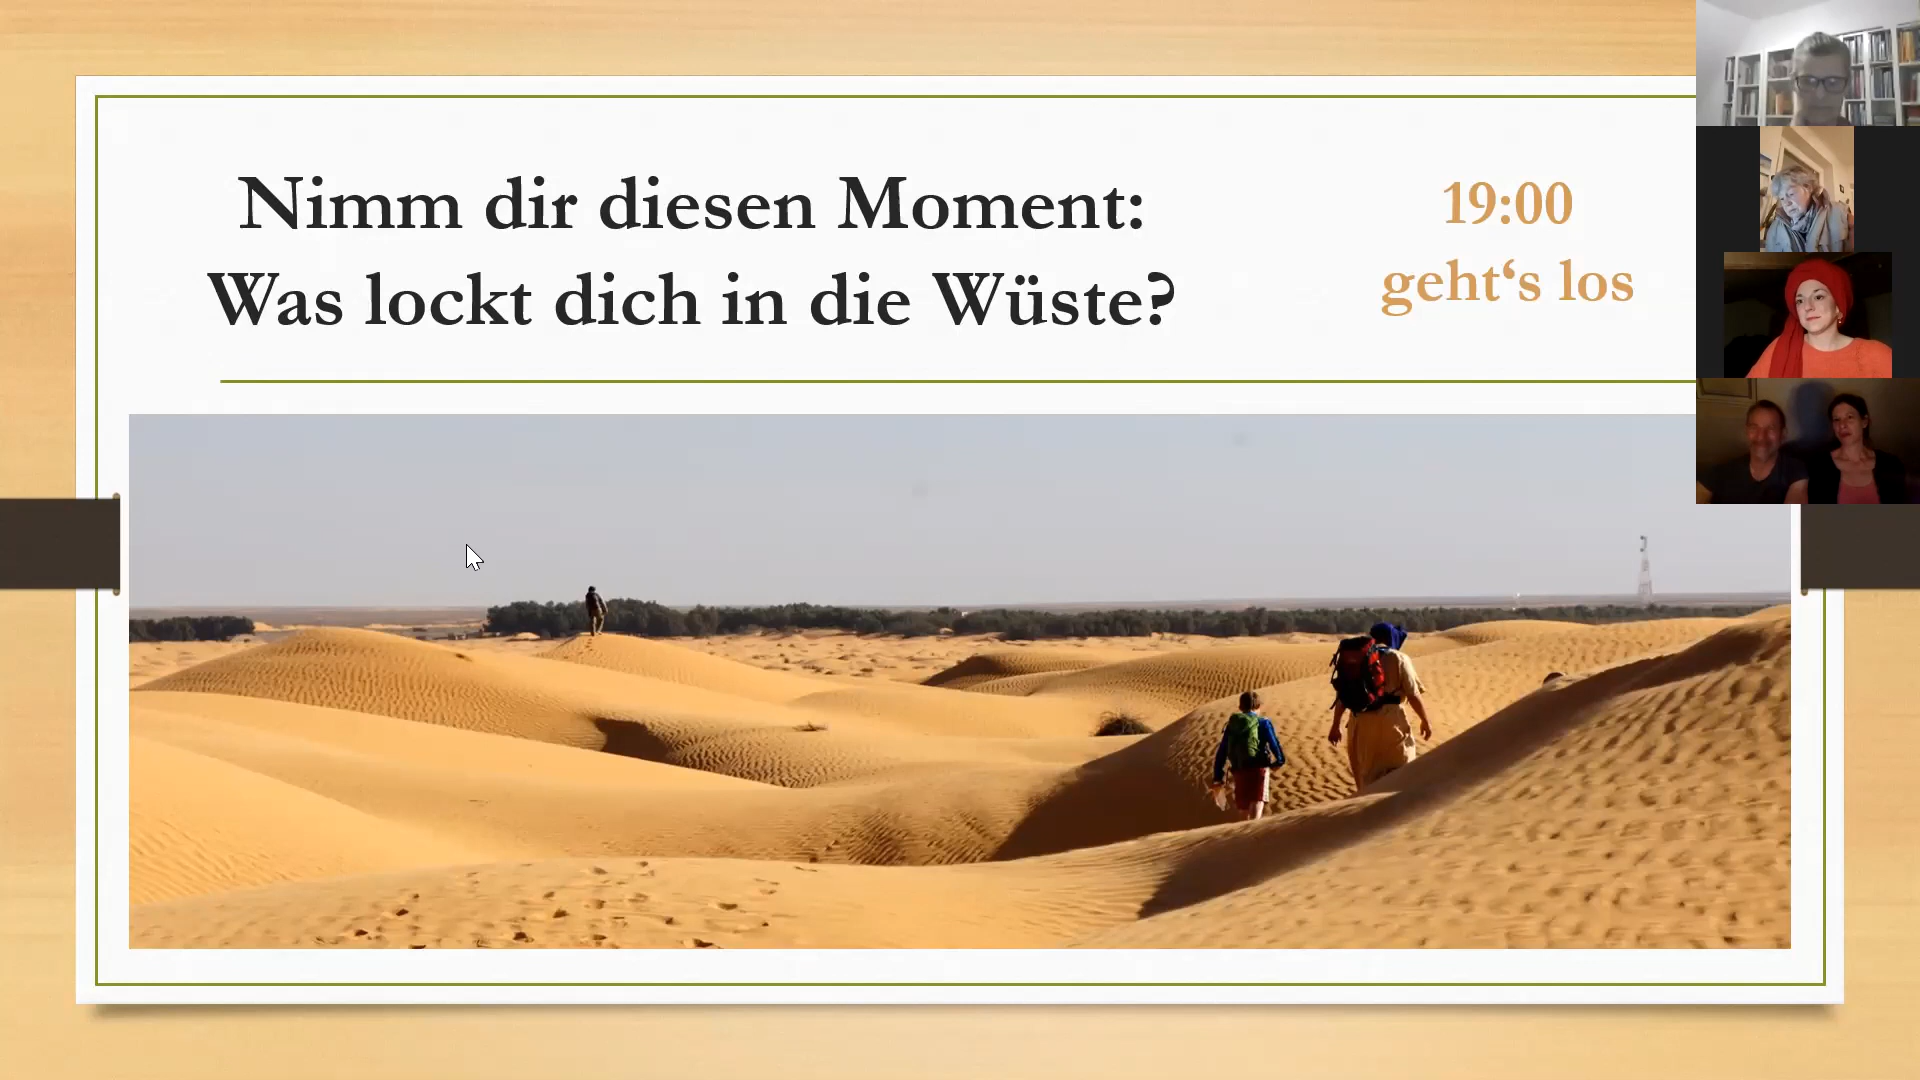 Nimm dir diesen Moment:
Was lockt dich in die Wüste?
19:00
geht‘s los